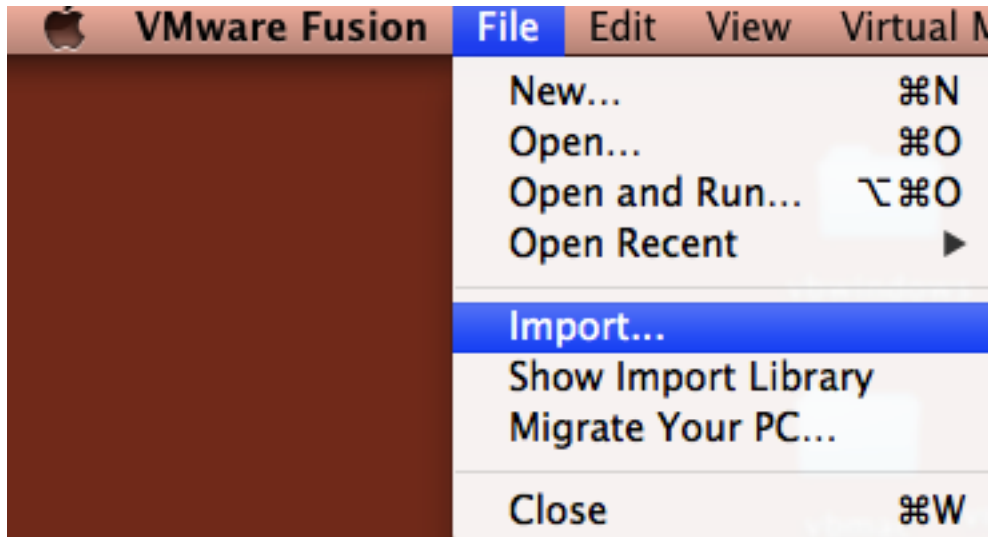 VMware Fusion File Edit View Virtual
New... ⌘N
Open... ⌘O
Open and Run... ⌥⌘O
Open Recent ▶
Import...
Show Import Library
Migrate Your PC...
Close ⌘W